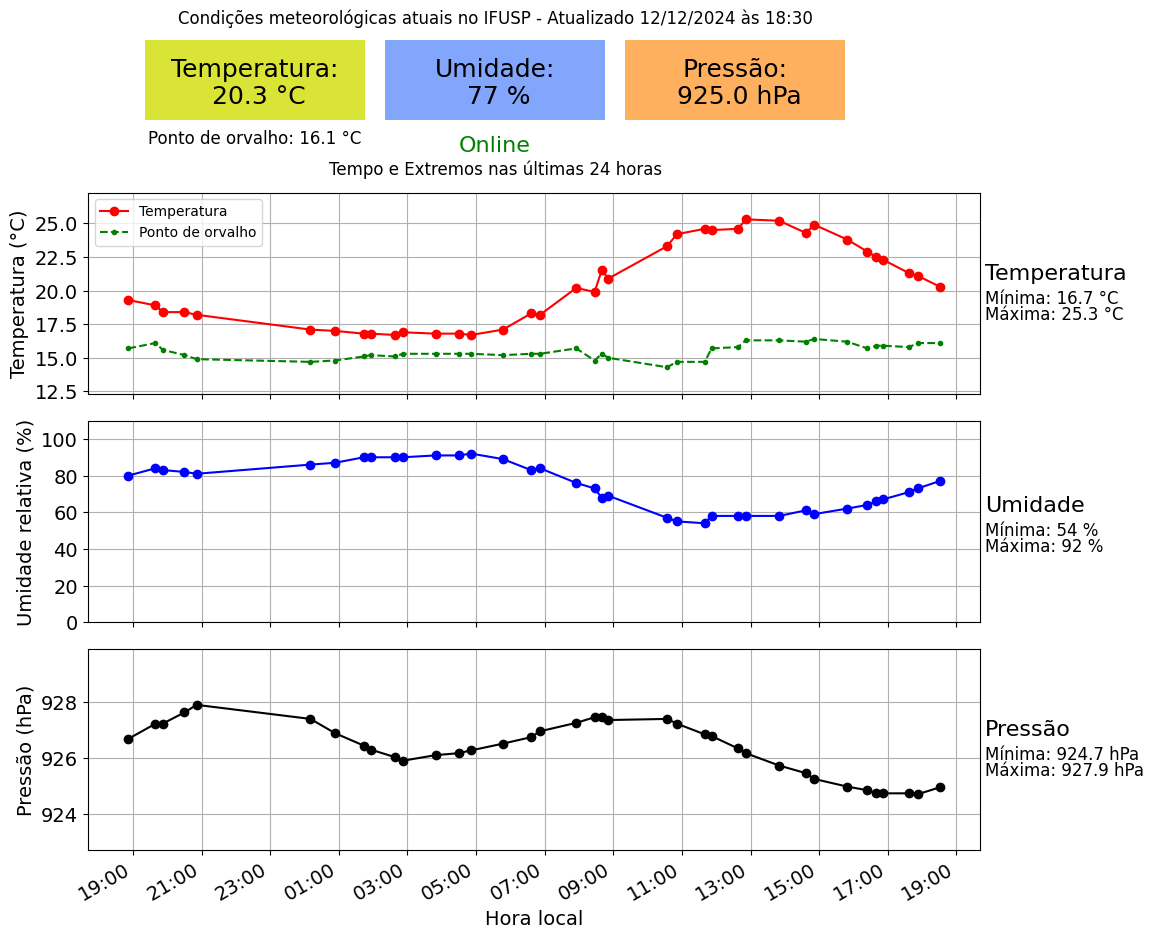 Condições meteorológicas atuais no IFUSP - Atualizado 12/12/2024 às 18:30
Temperatura:
20.3 °C
Umidade:
77 %
Pressão:
925.0 hPa
Ponto de orvalho: 16.1 °C
Online
Tempo e Extremos nas últimas 24 horas
Temperatura (°C)
25.0
22.5
20.0
17.5
15.0
12.5
Temperatura
Ponto de orvalho
Temperatura
Mínima: 16.7 °C
Máxima: 25.3 °C
Umidade relativa (%)
100
80
60
40
20
0
Umidade
Mínima: 54 %
Máxima: 92 %
Pressão (hPa)
928
926
924
Pressão
Mínima: 924.7 hPa
Máxima: 927.9 hPa
19:00 21:00 23:00 01:00 03:00 05:00 07:00 09:00 11:00 13:00 15:00 17:00 19:00
Hora local